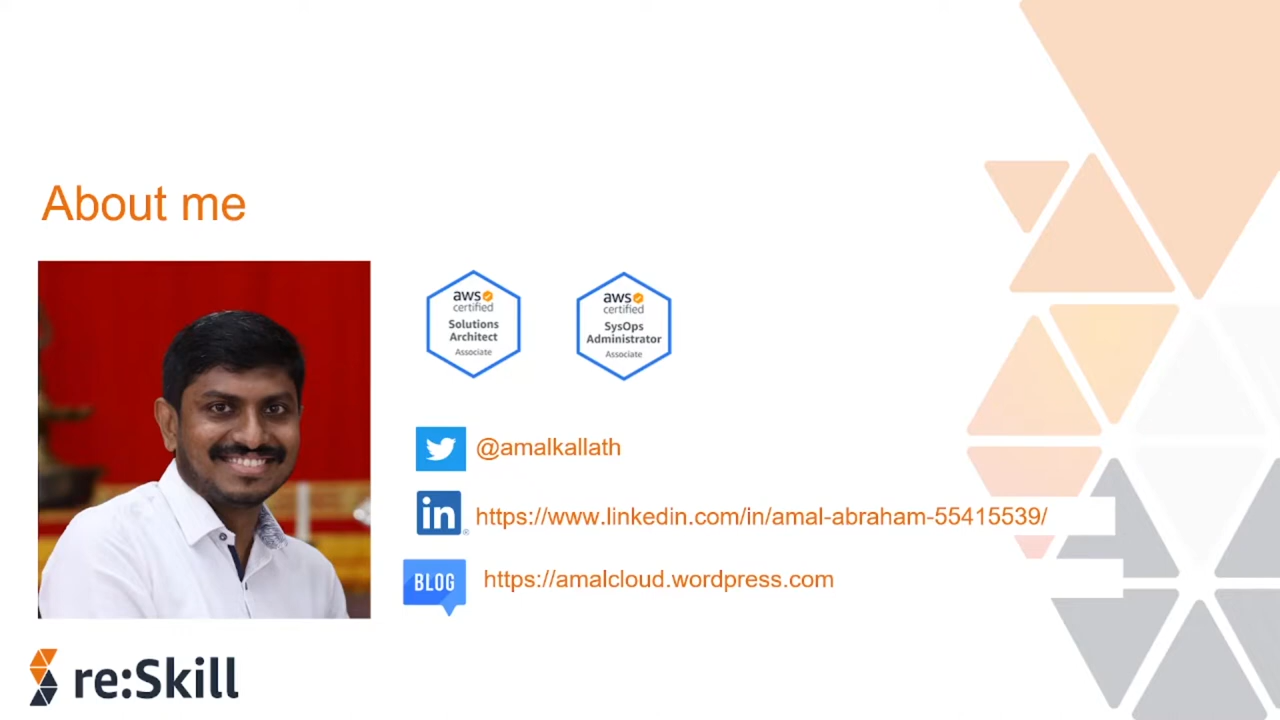 About me
aws
certified
Solutions
Architect
Associate
aws
certified
SysOps
Administrator
Associate
@amalkallath
in
https://www.linkedin.com/in/amal-abraham-55415539/
BLOG
https://amalcloud.wordpress.com
re:Skill